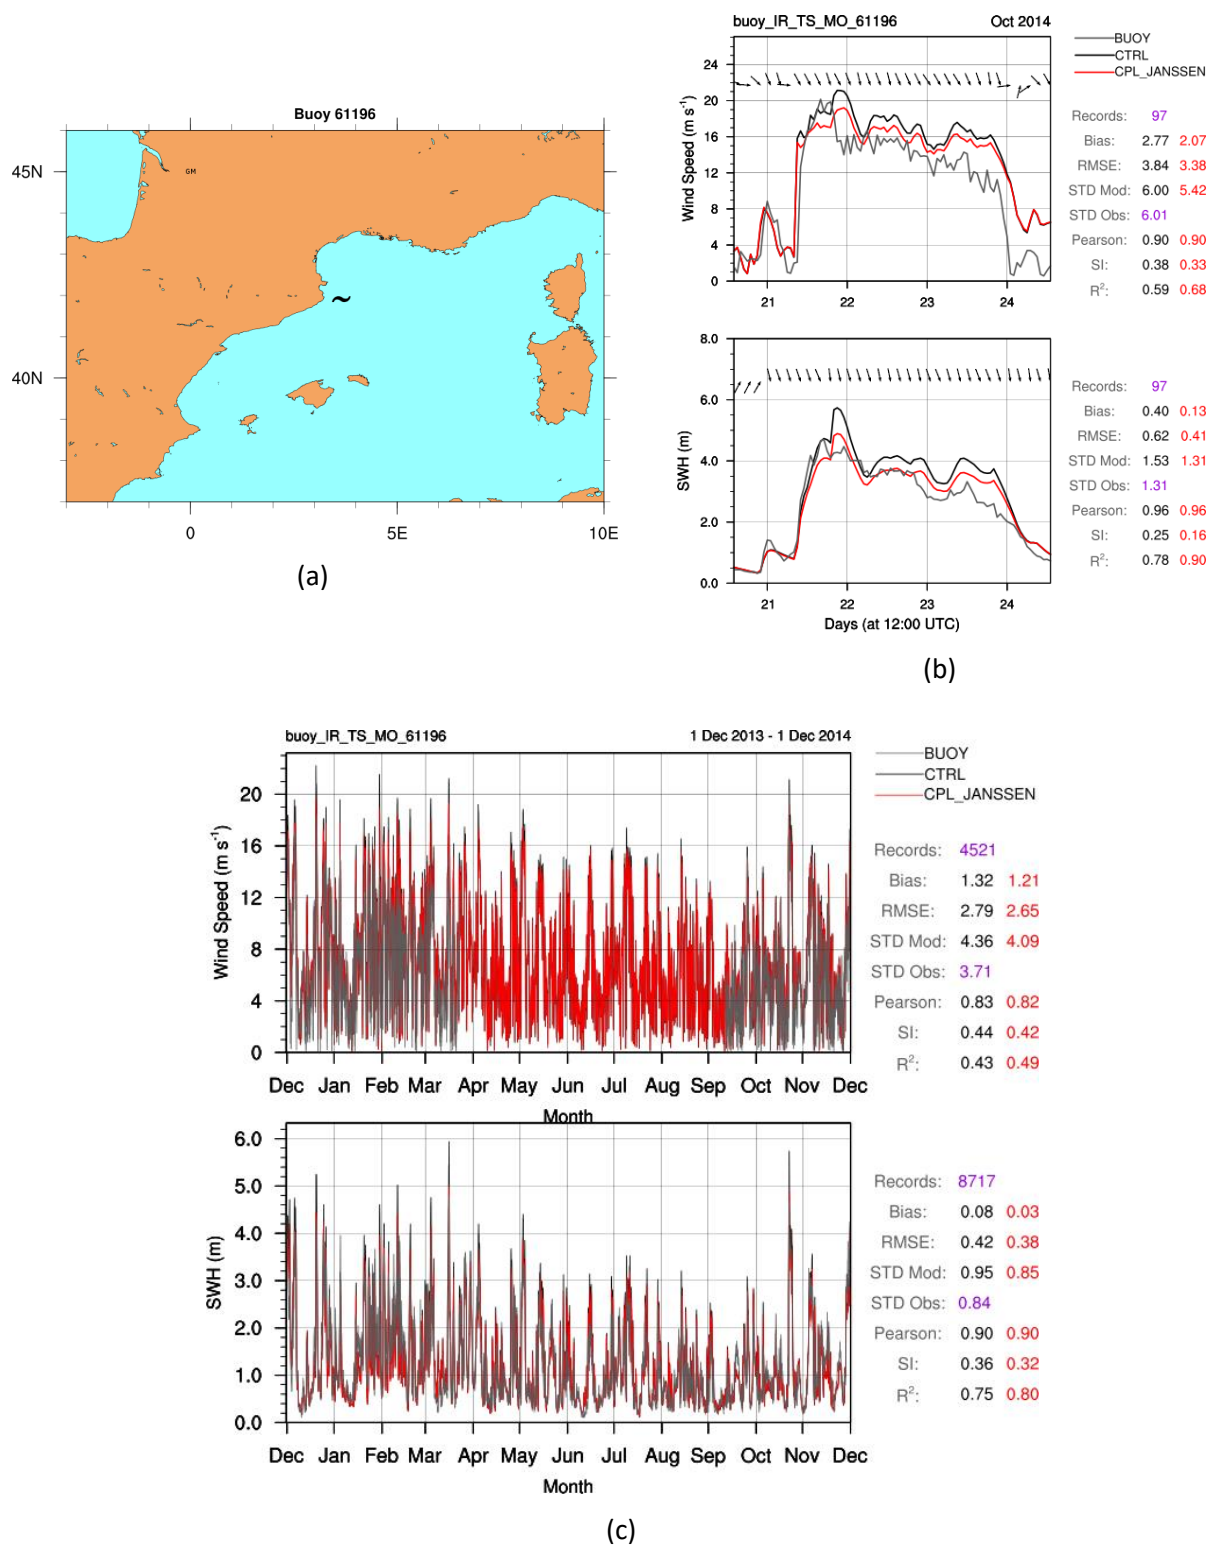 Buoy 61196
45N
GM
40N
0 5E 10E
(a)
buoy_IR_TS_MO_61196 Oct 2014
BUOY
CTRL
CPL_JANSSEN
Wind Speed (m s⁻¹)
24
20
16
12
8
4
0
21 22 23 24
Records: 97
Bias: 2.77 2.07
RMSE: 3.84 3.38
STD Mod: 6.00 5.42
STD Obs: 6.01
Pearson: 0.90 0.90
SI: 0.38 0.33
R²: 0.59 0.68
SWH (m)
8.0
6.0
4.0
2.0
0.0
21 22 23 24
Days (at 12:00 UTC)
Records: 97
Bias: 0.40 0.13
RMSE: 0.62 0.41
STD Mod: 1.53 1.31
STD Obs: 1.31
Pearson: 0.96 0.96
SI: 0.25 0.16
R²: 0.78 0.90
(b)
buoy_IR_TS_MO_61196 1 Dec 2013 - 1 Dec 2014
BUOY
CTRL
CPL_JANSSEN
Wind Speed (m s⁻¹)
20
16
12
8
4
0
Dec Jan Feb Mar Apr May Jun Jul Aug Sep Oct Nov Dec
Month
Records: 4521
Bias: 1.32 1.21
RMSE: 2.79 2.65
STD Mod: 4.36 4.09
STD Obs: 3.71
Pearson: 0.83 0.82
SI: 0.44 0.42
R²: 0.43 0.49
SWH (m)
6.0
5.0
4.0
3.0
2.0
1.0
0.0
Dec Jan Feb Mar Apr May Jun Jul Aug Sep Oct Nov Dec
Month
Records: 8717
Bias: 0.08 0.03
RMSE: 0.42 0.38
STD Mod: 0.95 0.85
STD Obs: 0.84
Pearson: 0.90 0.90
SI: 0.36 0.32
R²: 0.75 0.80
(c)